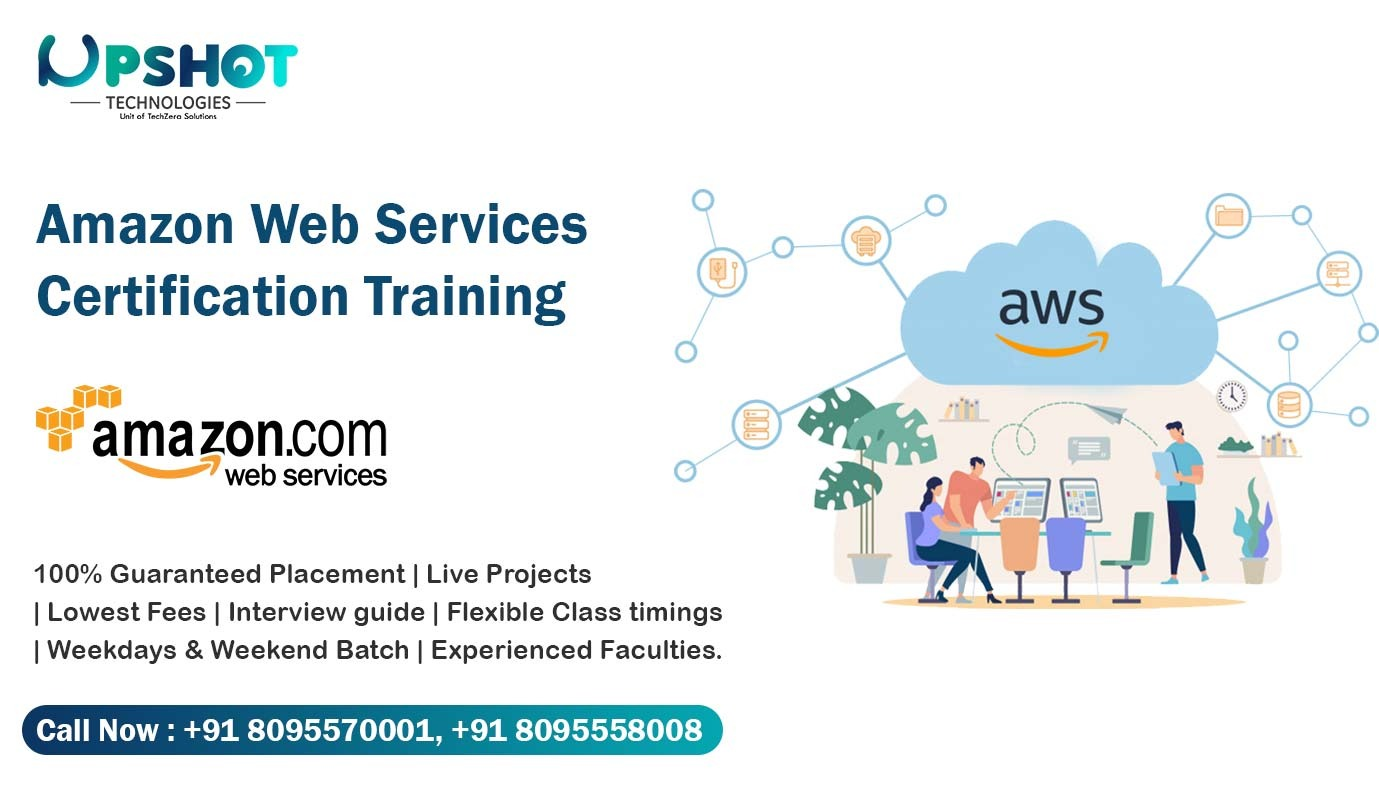 UPSHOT
TECHNOLOGIES
Unit of TechZera Solutions
Amazon Web Services
Certification Training
amazon.com
web services
aws
100% Guaranteed Placement | Live Projects
| Lowest Fees | Interview guide | Flexible Class timings
| Weekdays & Weekend Batch | Experienced Faculties.
Call Now : +91 8095570001, +91 8095558008